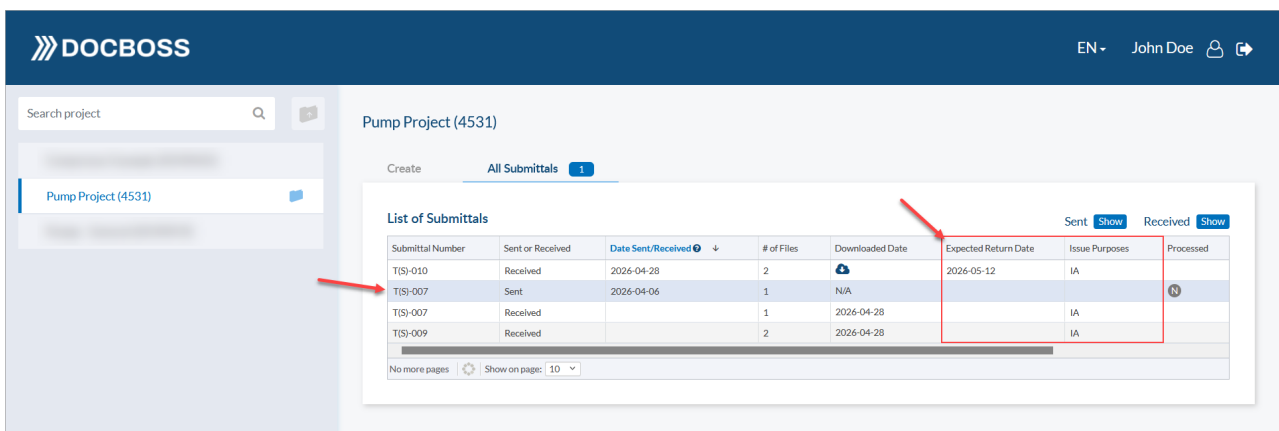 DOCBOSS
EN
John Doe
Search project
Pump Project (4531)
Pump Project (4531)
Create All Submittals 1
List of Submittals
Sent Show Received Show
Submittal Number Sent or Received Date Sent/Received # of Files Downloaded Date Expected Return Date Issue Purposes Processed
T(S)-010 Received 2026-04-28 2 2026-05-12 IA
T(S)-007 Sent 2026-04-06 1 N/A N
T(S)-007 Received 1 2026-04-28 IA
T(S)-009 Received 2 2026-04-28 IA
No more pages Show on page: 10